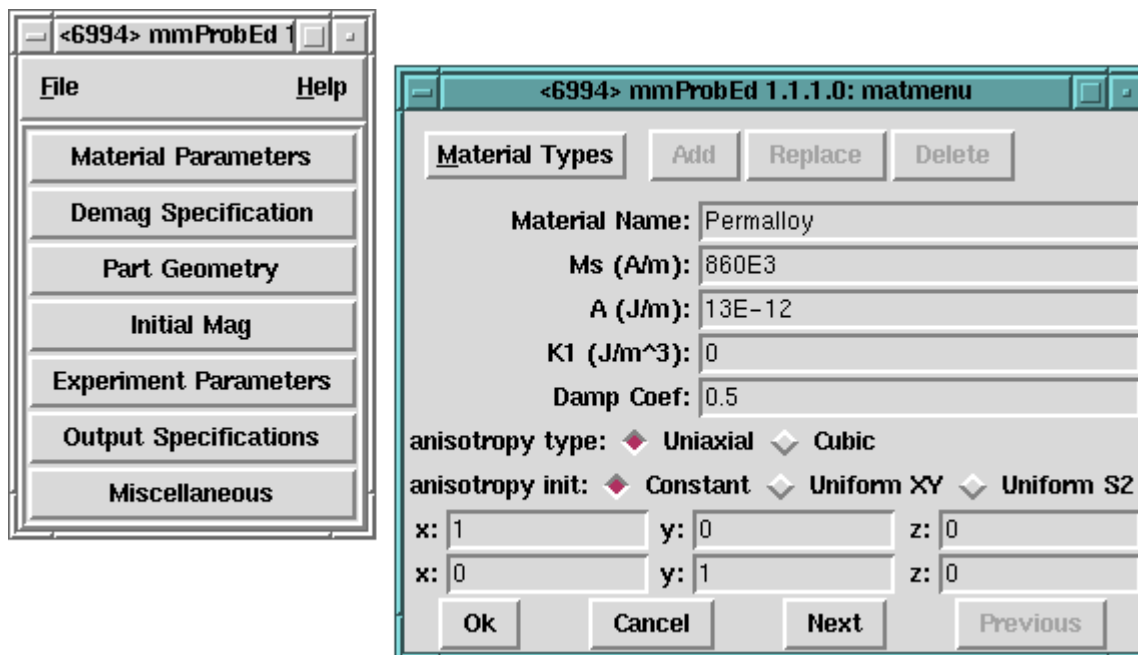 <6994> mmProbEd 1
File Help
Material Parameters
Demag Specification
Part Geometry
Initial Mag
Experiment Parameters
Output Specifications
Miscellaneous
<6994> mmProbEd 1.1.1.0: matmenu
Material Types Add Replace Delete
Material Name: Permalloy
Ms (A/m): 860E3
A (J/m): 13E-12
K1 (J/m^3): 0
Damp Coef: 0.5
anisotropy type: Uniaxial Cubic
anisotropy init: Constant Uniform XY Uniform S2
x: 1 y: 0 z: 0
x: 0 y: 1 z: 0
Ok Cancel Next Previous